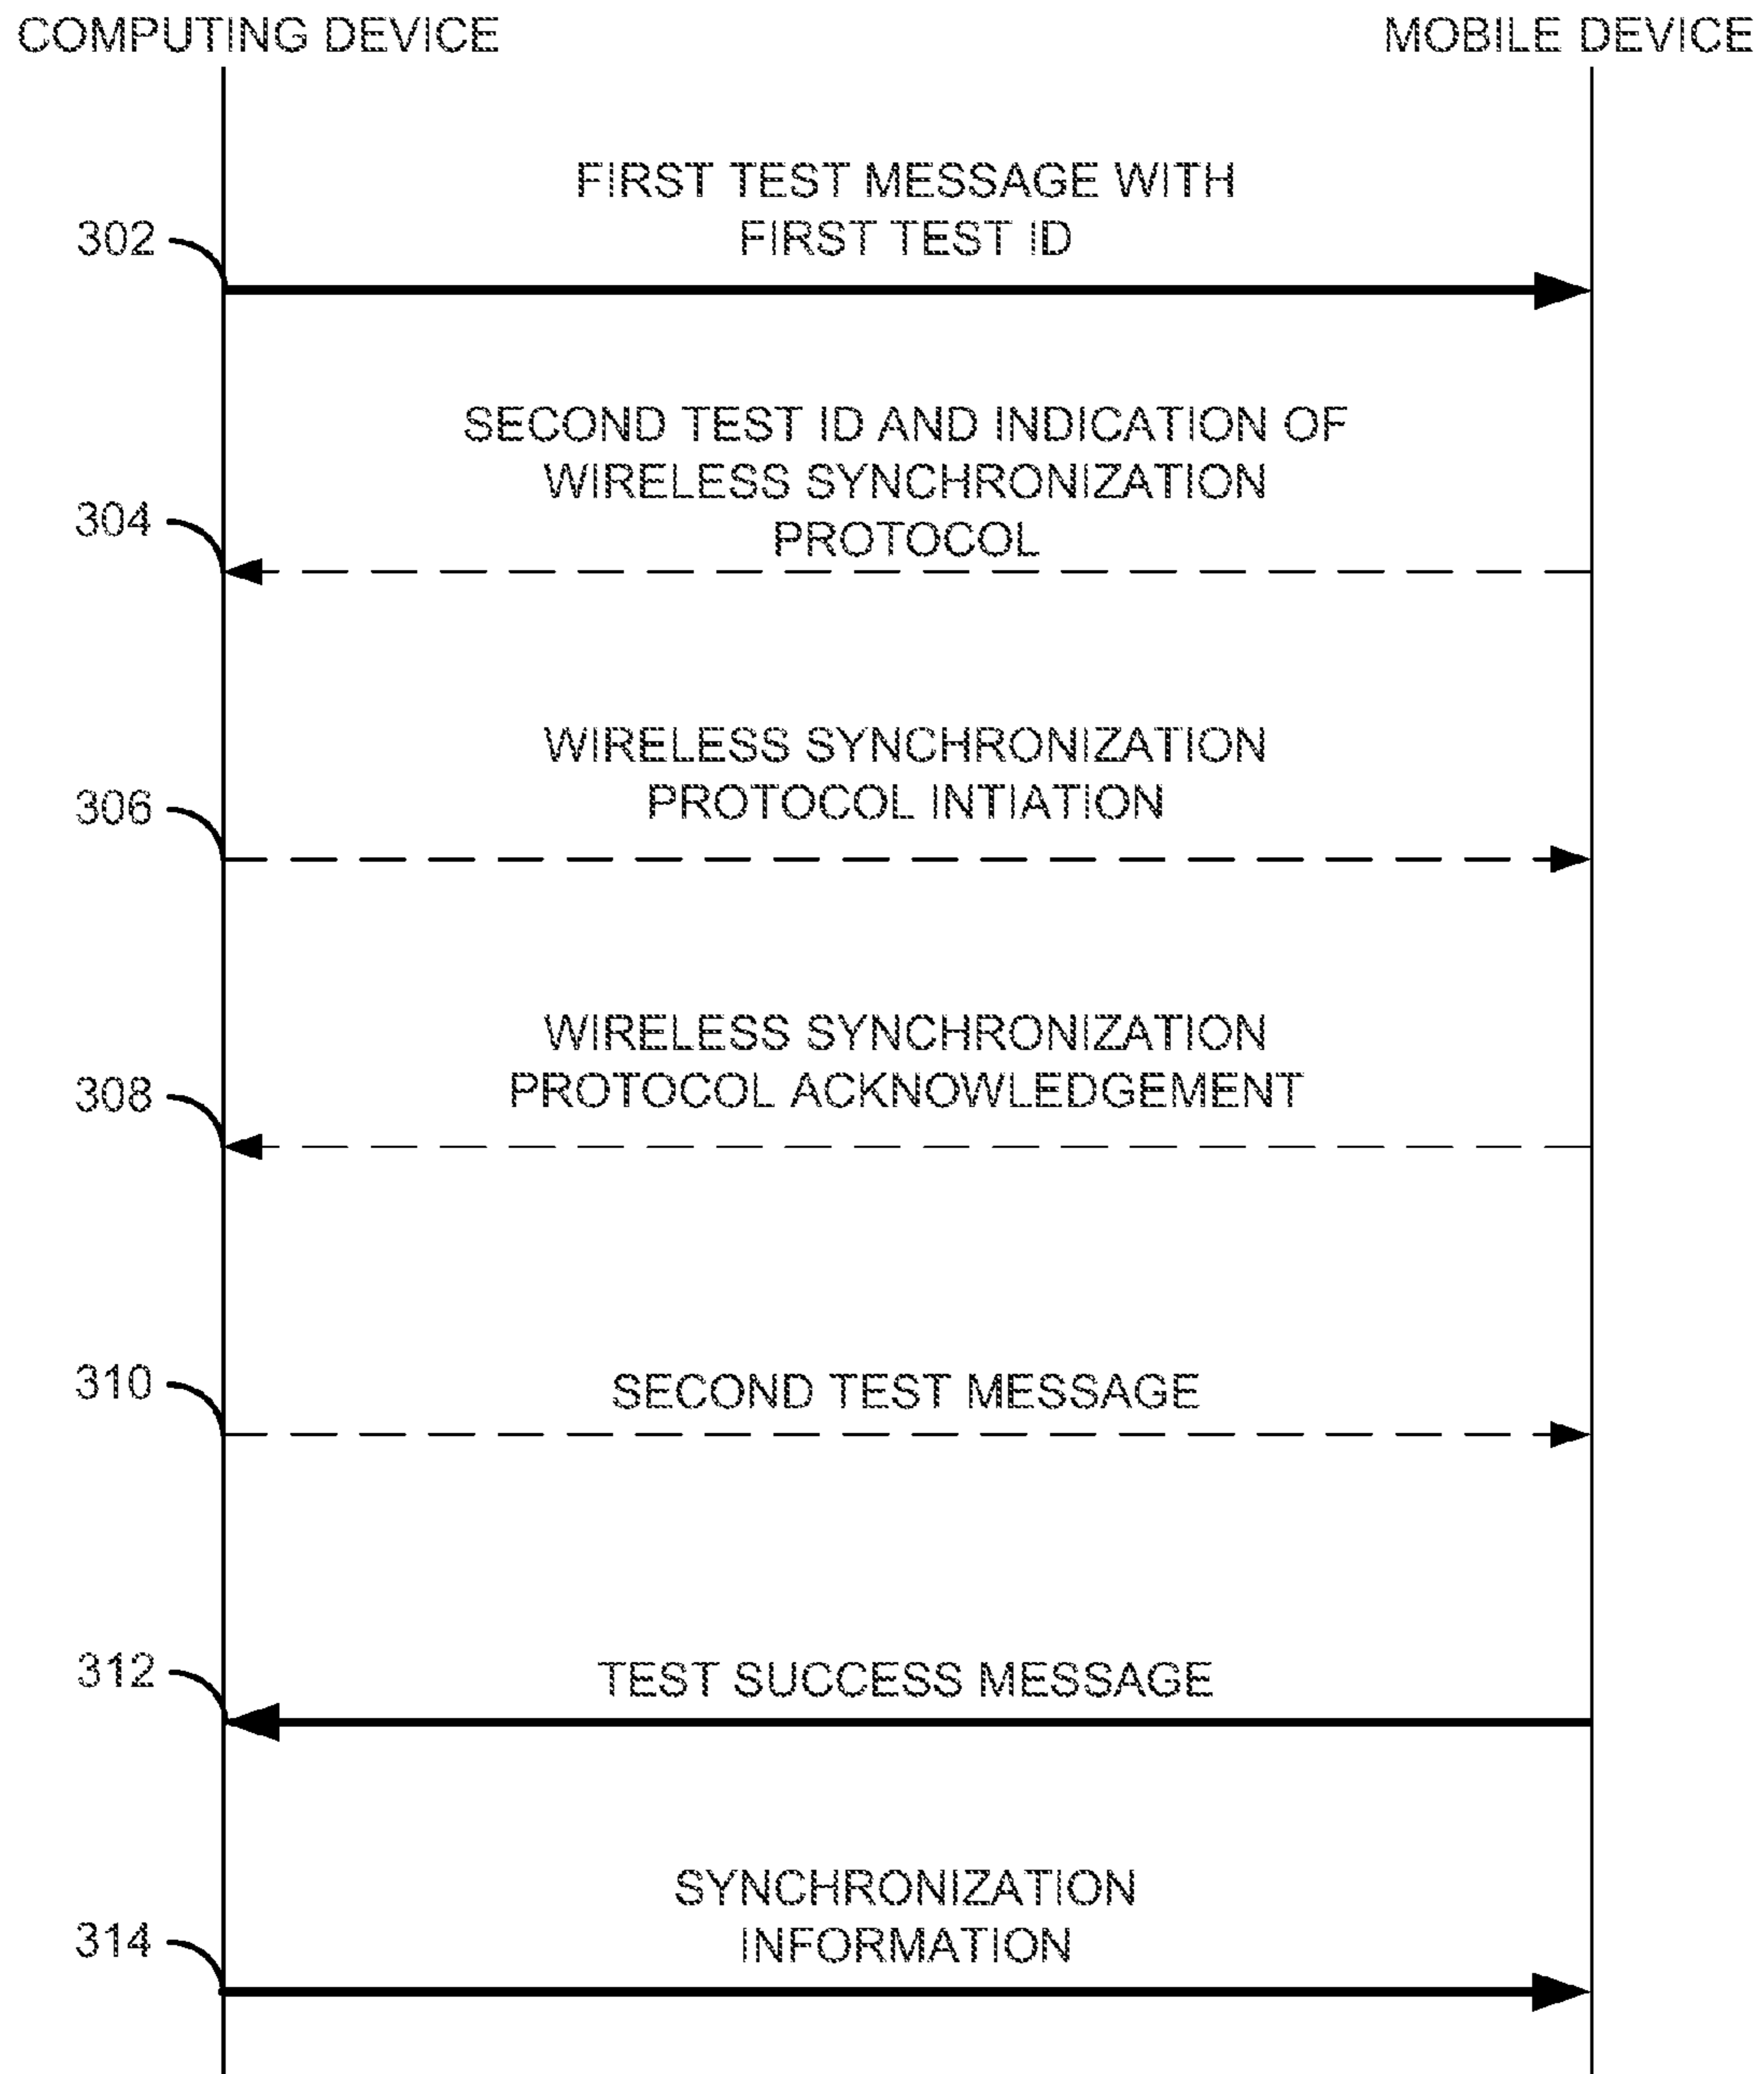 COMPUTING DEVICE
MOBILE DEVICE
FIRST TEST MESSAGE WITH
FIRST TEST ID
302
SECOND TEST ID AND INDICATION OF
WIRELESS SYNCHRONIZATION
PROTOCOL
304
WIRELESS SYNCHRONIZATION
PROTOCOL INTIATION
306
WIRELESS SYNCHRONIZATION
PROTOCOL ACKNOWLEDGEMENT
308
310
SECOND TEST MESSAGE
312
TEST SUCCESS MESSAGE
SYNCHRONIZATION
INFORMATION
314